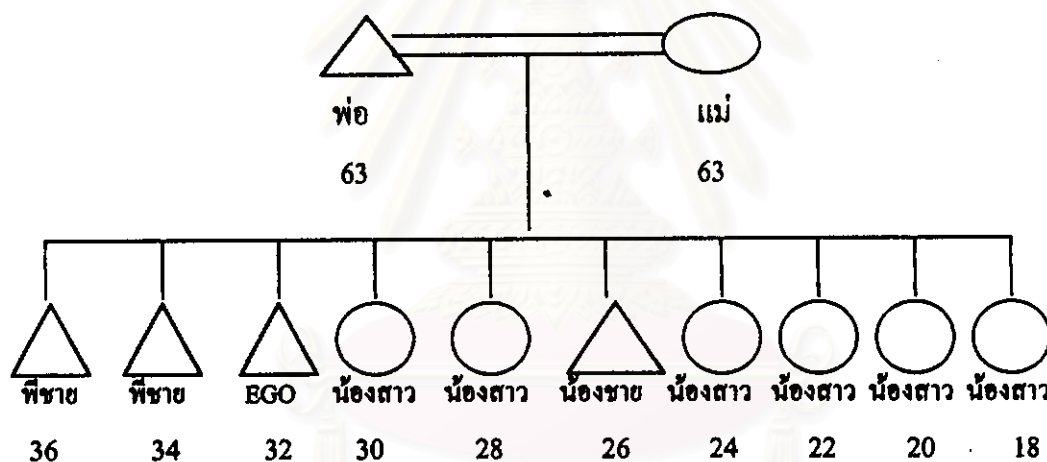 พ่อ แม่
63 63
พี่ชาย พี่ชาย EGO น้องสาว น้องสาว น้องชาย น้องสาว น้องสาว น้องสาว น้องสาว
36 34 32 30 28 26 24 22 20 18